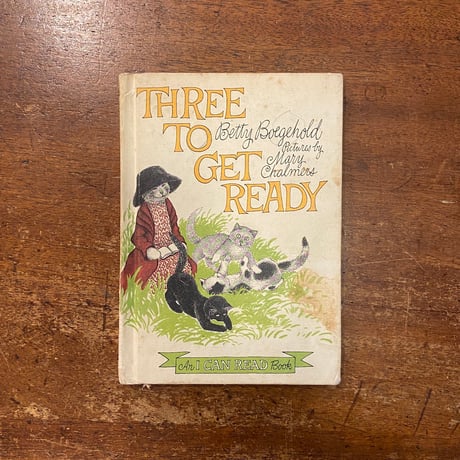 THREE
TO Betty Boegehold
GET Pictures by
Mary
Chalmers
READY
An I CAN READ Book